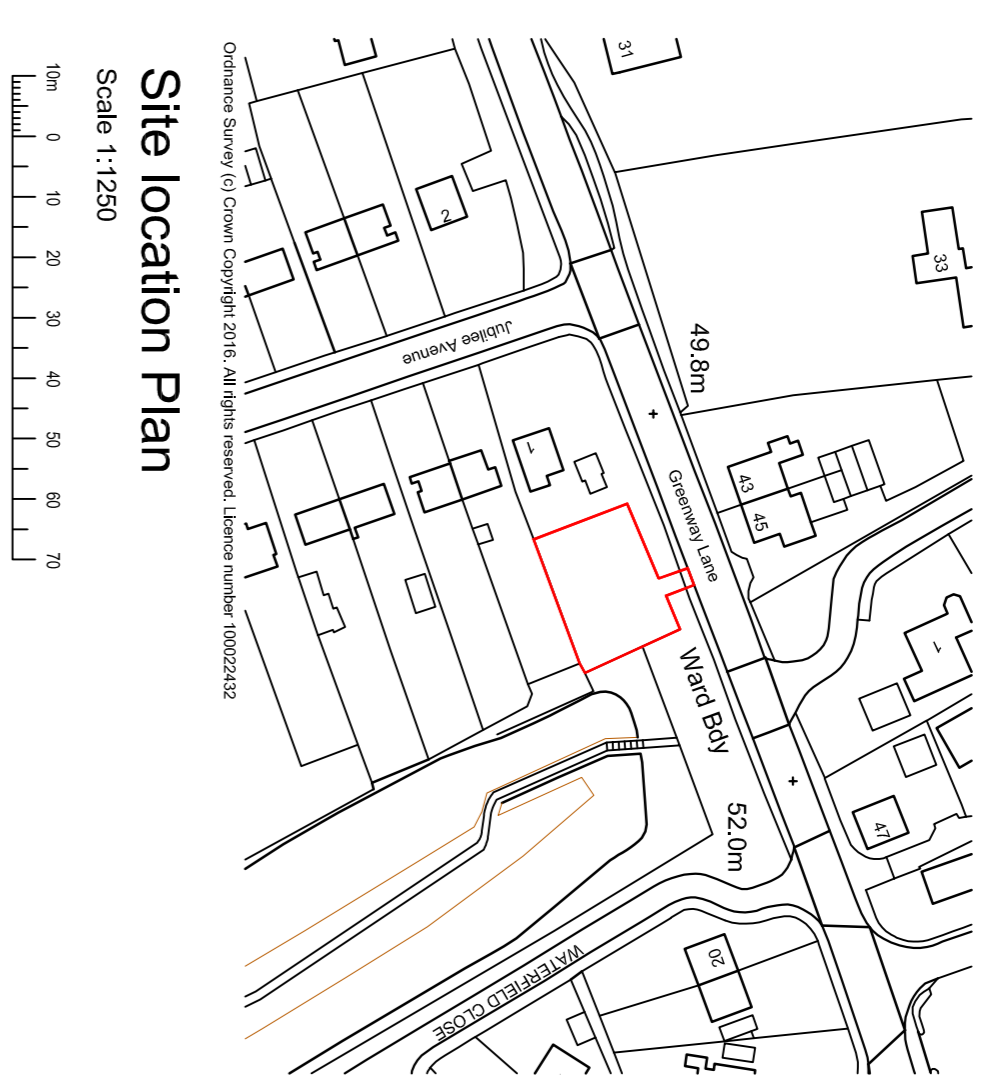 31
33
49.8m
43
45
Greenway Lane
1
47
Ward Bdy
52.0m
2
Jubilee Avenue
1
20
WATERFIELD CLOSE
Ordnance Survey (c) Crown Copyright 2016. All rights reserved. Licence number 100022432
Site location Plan
Scale 1:1250
10m 0 10 20 30 40 50 60 70